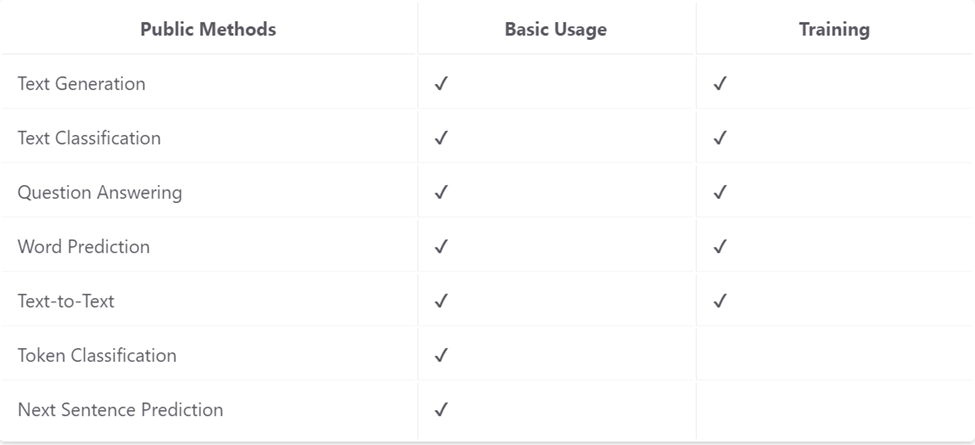 Public Methods Basic Usage Training
Text Generation ✓ ✓
Text Classification ✓ ✓
Question Answering ✓ ✓
Word Prediction ✓ ✓
Text-to-Text ✓ ✓
Token Classification ✓
Next Sentence Prediction ✓